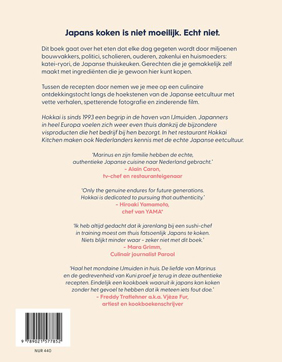 Japans koken is niet moeilijk. Echt niet.
Dit boek gaat over het eten dat elke dag gegeten wordt door miljoenen
bouwvakkers, politici, scholieren, ouderen, zakenlui en huismoeders:
katei-ryori, de Japanse thuiskeuken. Gerechten die je gemakkelijk zelf
maakt met ingrediënten die je gewoon hier kunt kopen.
Tussen de recepten door nemen we je mee op een culinaire
ontdekkingstocht langs de hoekstenen van de Japanse eetcultuur met
vette verhalen, spetterende fotografie en zinderende film.
Hokkai is sinds 1993 een begrip in de haven van IJmuiden. Japanners
in heel Europa voelen zich weer even thuis dankzij de bijzondere
visproducten die het bedrijf bij hen bezorgt. In het restaurant Hokkai
Kitchen maken ook Nederlanders kennis met de echte Japanse eetcultuur.
'Marinus en zijn familie hebben de echte,
authentieke Japanse cuisine naar Nederland gebracht.'
– Alain Caron,
tv-chef en restauranteigenaar
'Only the genuine endures for future generations.
Hokkai is dedicated to pursuing that authenticity.'
– Hiroaki Yamamoto,
chef van YAMA'
'Ik heb altijd gedacht dat ik jarenlang bij een sushi-chef
in training moest om thuis fatsoenlijk Japans te koken.
Niets blijkt minder waar - zeker niet met dit boek.'
– Mara Grimm,
Culinair journalist Parool
'Haal het mondaine IJmuiden in huis. De liefde van Marinus
en de gedrevenheid van Kuni proef je terug in deze authentieke
recepten. Eindelijk een kookboek waaruit ik Japans kan koken
zonder het gevoel te hebben dat ik meteen iets fout doe.'
– Freddy Tratlehner a.k.a. Vjèze Fur,
artiest en kookboekenschrijver
9 789021 577852
NUR 440